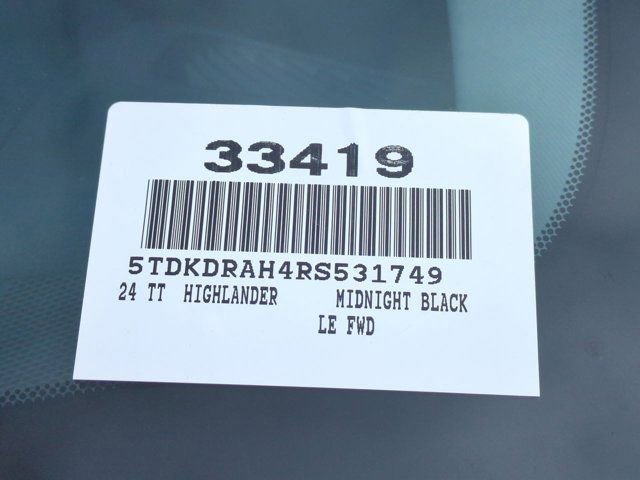 33419
5TDKDRAH4RS531749
24 TT HIGHLANDER MIDNIGHT BLACK
LE FWD